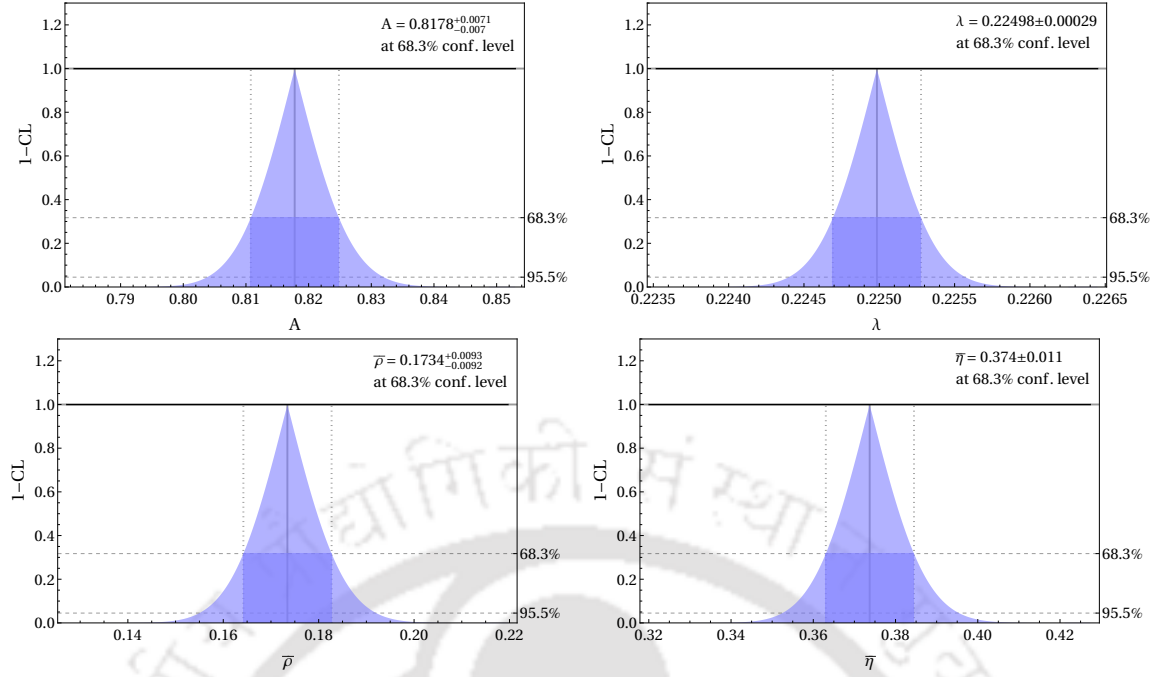 A = 0.8178^{+0.0071}_{-0.007}
at 68.3% conf. level
1−CL
1.2
1.0
0.8
0.6
0.4
0.2
0.0
68.3%
95.5%
0.79 0.80 0.81 0.82 0.83 0.84 0.85
A
λ = 0.22498±0.00029
at 68.3% conf. level
1−CL
1.2
1.0
0.8
0.6
0.4
0.2
0.0
68.3%
95.5%
0.2235 0.2240 0.2245 0.2250 0.2255 0.2260 0.2265
λ
ρ̅ = 0.1734^{+0.0093}_{-0.0092}
at 68.3% conf. level
1−CL
1.2
1.0
0.8
0.6
0.4
0.2
0.0
68.3%
95.5%
0.14 0.16 0.18 0.20 0.22
ρ̅
η̅ = 0.374±0.011
at 68.3% conf. level
1−CL
1.2
1.0
0.8
0.6
0.4
0.2
0.0
68.3%
95.5%
0.32 0.34 0.36 0.38 0.40 0.42
η̅